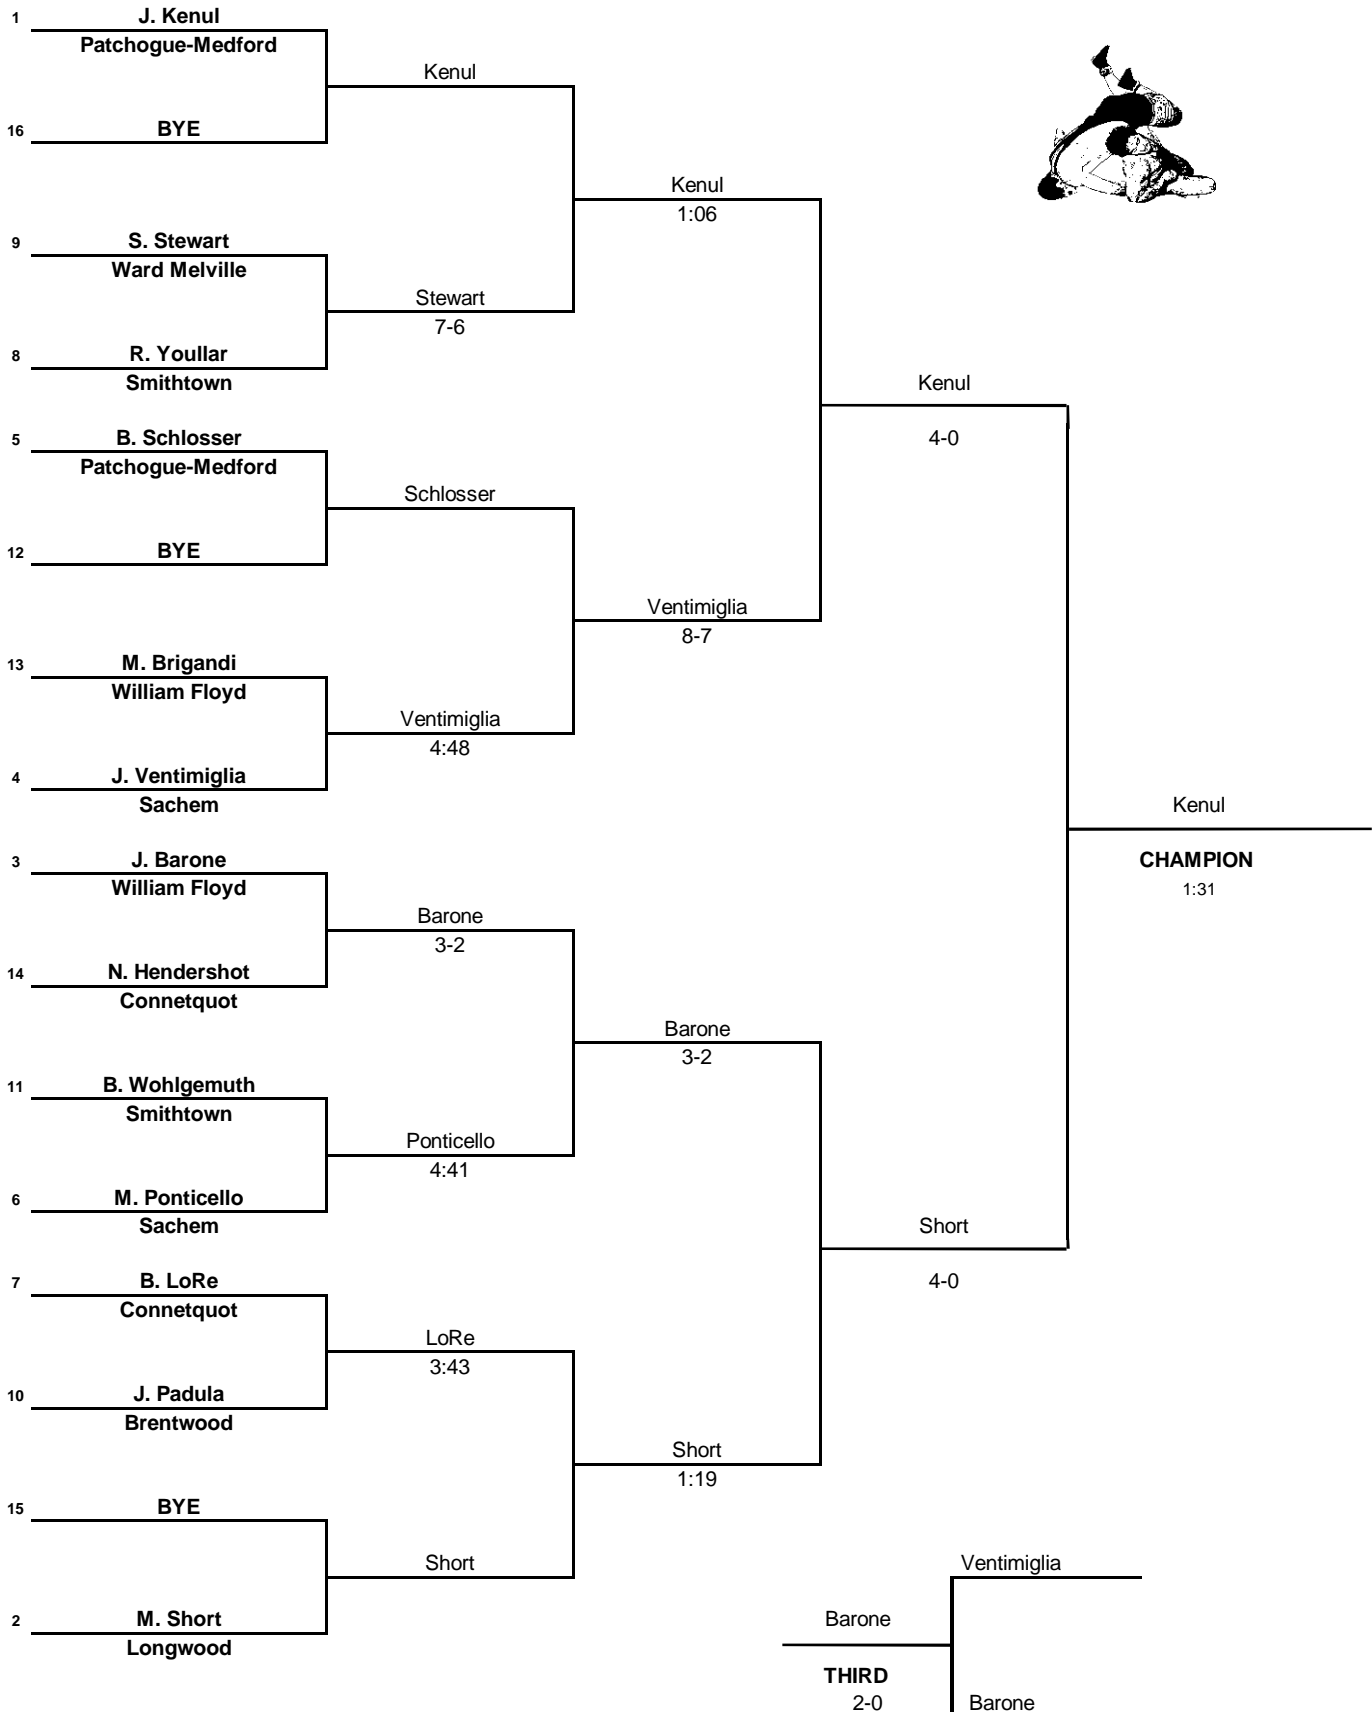 1 J. Kenul
Patchogue-Medford
Kenul
16 BYE
Kenul
1:06
9 S. Stewart
Ward Melville
Stewart
7-6
8 R. Youllar
Smithtown
Kenul
4-0
5 B. Schlosser
Patchogue-Medford
Schlosser
12 BYE
Ventimiglia
8-7
13 M. Brigandi
William Floyd
Ventimiglia
4:48
4 J. Ventimiglia
Sachem
Kenul
CHAMPION
1:31
3 J. Barone
William Floyd
Barone
3-2
14 N. Hendershot
Connetquot
Barone
3-2
11 B. Wohlgemuth
Smithtown
Ponticello
4:41
6 M. Ponticello
Sachem
Short
4-0
7 B. LoRe
Connetquot
LoRe
3:43
10 J. Padula
Brentwood
Short
1:19
15 BYE
Short
2 M. Short
Longwood
Ventimiglia
Barone
THIRD
2-0
Barone